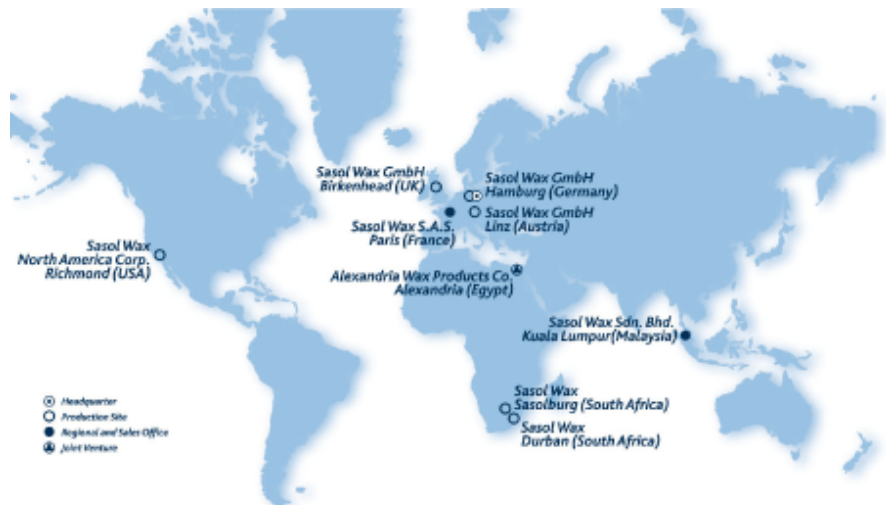 Sasol Wax GmbH
Birkenhead (UK)
Sasol Wax GmbH
Hamburg (Germany)
Sasol Wax S.A.S.
Paris (France)
Sasol Wax GmbH
Linz (Austria)
Sasol Wax
North America Corp.
Richmond (USA)
Alexandria Wax Products Co
Alexandria (Egypt)
Sasol Wax Sdn. Bhd.
Kuala Lumpur(Malaysia)
Sasol Wax
Sasolburg (South Africa)
Sasol Wax
Durban (South Africa)
Headquarter
Production Site
Regional and Sales Office
Joint Venture